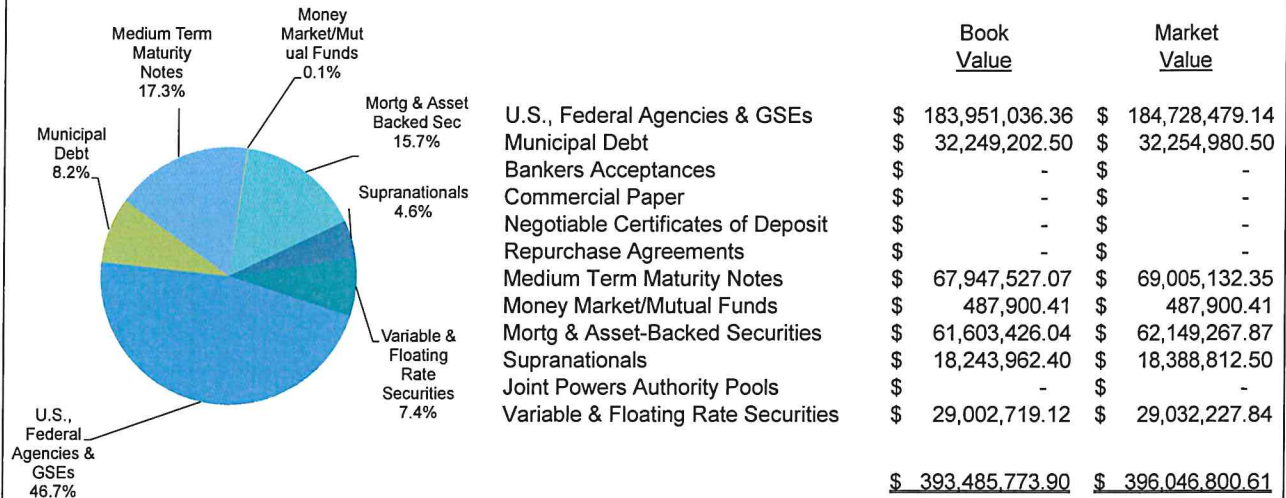 Money
Market/Mut
ual Funds
0.1%
Medium Term
Maturity
Notes
17.3%
Mortg & Asset
Backed Sec
15.7%
Municipal
Debt
8.2%
Supranationals
4.6%
Variable &
Floating
Rate
Securities
7.4%
U.S.,
Federal
Agencies &
GSEs
46.7%
Book Market
Value Value
U.S., Federal Agencies & GSEs $ 183,951,036.36 $ 184,728,479.14
Municipal Debt $ 32,249,202.50 $ 32,254,980.50
Bankers Acceptances $ - $ -
Commercial Paper $ - $ -
Negotiable Certificates of Deposit $ - $ -
Repurchase Agreements $ - $ -
Medium Term Maturity Notes $ 67,947,527.07 $ 69,005,132.35
Money Market/Mutual Funds $ 487,900.41 $ 487,900.41
Mortg & Asset-Backed Securities $ 61,603,426.04 $ 62,149,267.87
Supranationals $ 18,243,962.40 $ 18,388,812.50
Joint Powers Authority Pools $ - $ -
Variable & Floating Rate Securities $ 29,002,719.12 $ 29,032,227.84
$ 393,485,773.90 $ 396,046,800.61